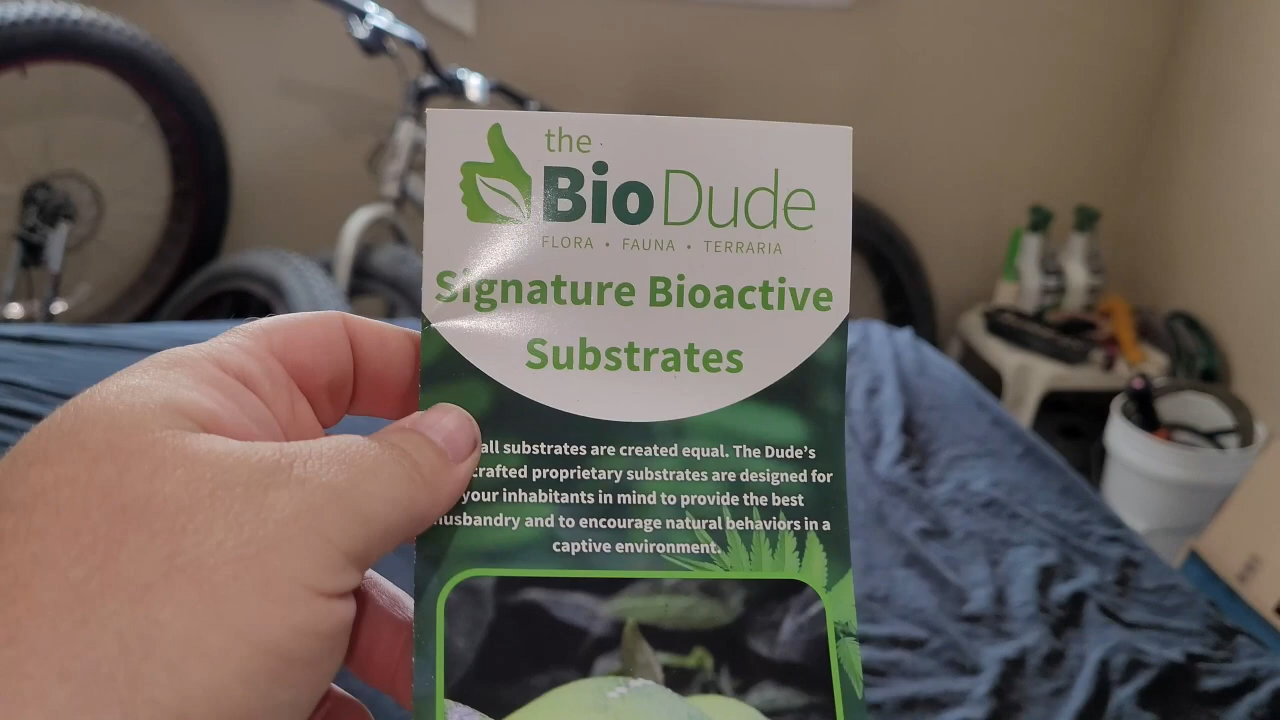 the
BioDude
FLORA • FAUNA • TERRARIA
Signature Bioactive
Substrates
all substrates are created equal. The Dude's
crafted proprietary substrates are designed for
your inhabitants in mind to provide the best
husbandry and to encourage natural behaviors in a
captive environment.